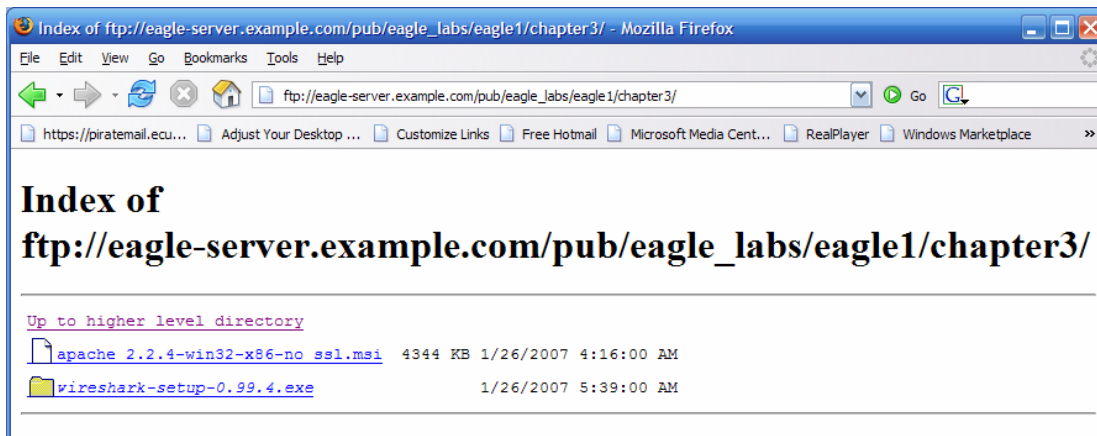 Index of ftp://eagle-server.example.com/pub/eagle_labs/eagle1/chapter3/ - Mozilla Firefox
File Edit View Go Bookmarks Tools Help
ftp://eagle-server.example.com/pub/eagle_labs/eagle1/chapter3/ Go G
https://piratemail.ecu... Adjust Your Desktop ... Customize Links Free Hotmail Microsoft Media Cent... RealPlayer Windows Marketplace »
Index of
ftp://eagle-server.example.com/pub/eagle_labs/eagle1/chapter3/
Up to higher level directory
apache 2.2.4-win32-x86-no ssl.msi 4344 KB 1/26/2007 4:16:00 AM
wireshark-setup-0.99.4.exe 1/26/2007 5:39:00 AM